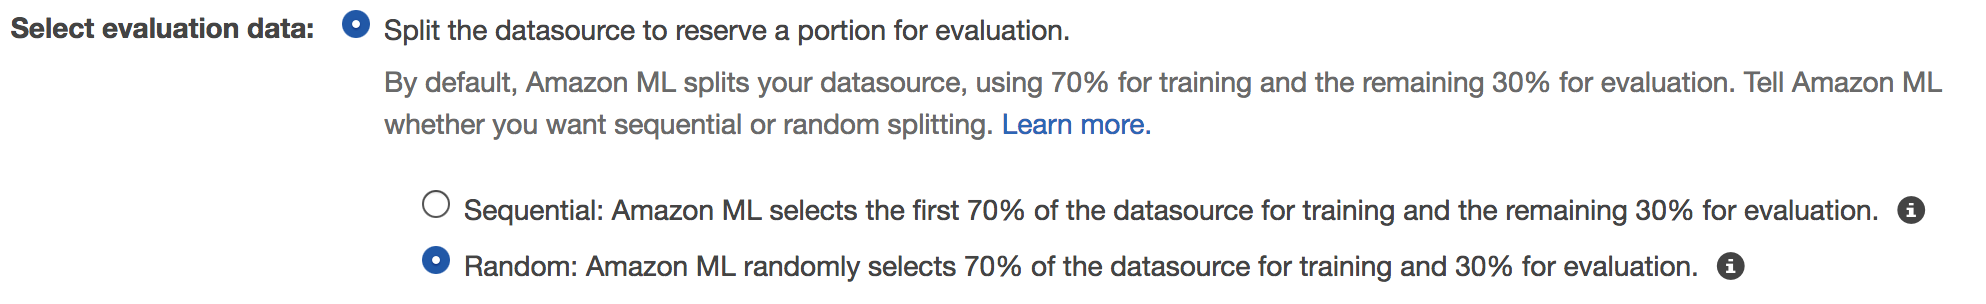 Select evaluation data: Split the datasource to reserve a portion for evaluation.
By default, Amazon ML splits your datasource, using 70% for training and the remaining 30% for evaluation. Tell Amazon ML
whether you want sequential or random splitting. Learn more.
Sequential: Amazon ML selects the first 70% of the datasource for training and the remaining 30% for evaluation.
Random: Amazon ML randomly selects 70% of the datasource for training and 30% for evaluation.